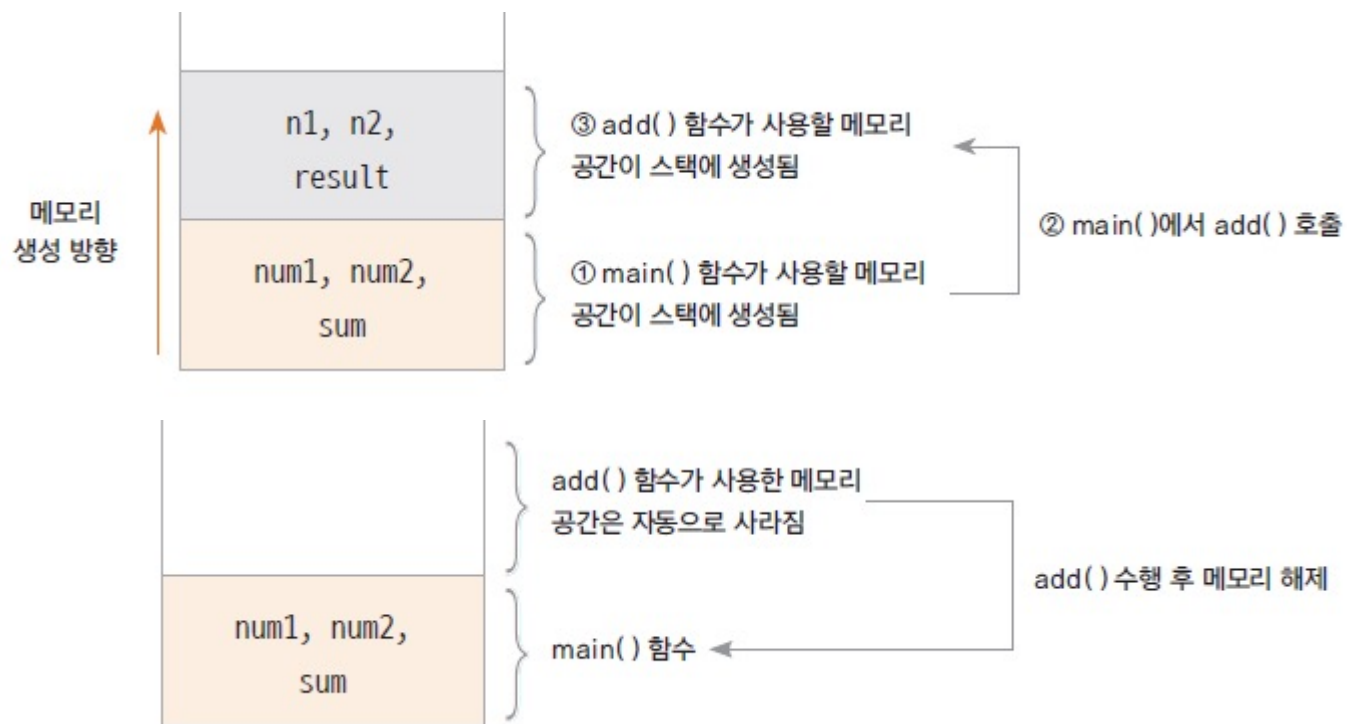 n1, n2,
result
③ add( ) 함수가 사용할 메모리
공간이 스택에 생성됨
② main( )에서 add( ) 호출
메모리
생성 방향
num1, num2,
sum
① main( ) 함수가 사용할 메모리
공간이 스택에 생성됨
add( ) 함수가 사용한 메모리
공간은 자동으로 사라짐
add( ) 수행 후 메모리 해제
num1, num2,
sum
main( ) 함수